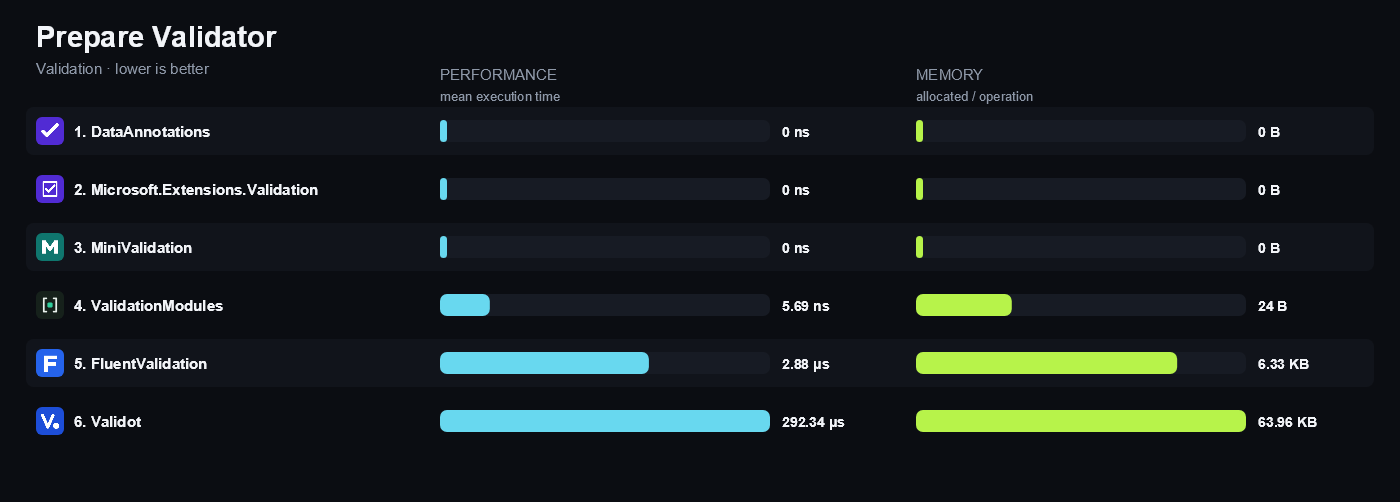 Prepare Validator
Validation · lower is better
PERFORMANCE
mean execution time
MEMORY
allocated / operation
1. DataAnnotations 0 ns 0 B
2. Microsoft.Extensions.Validation 0 ns 0 B
M 3. MiniValidation 0 ns 0 B
4. ValidationModules 5.69 ns 24 B
F 5. FluentValidation 2.88 µs 6.33 KB
V. 6. Validot 292.34 µs 63.96 KB